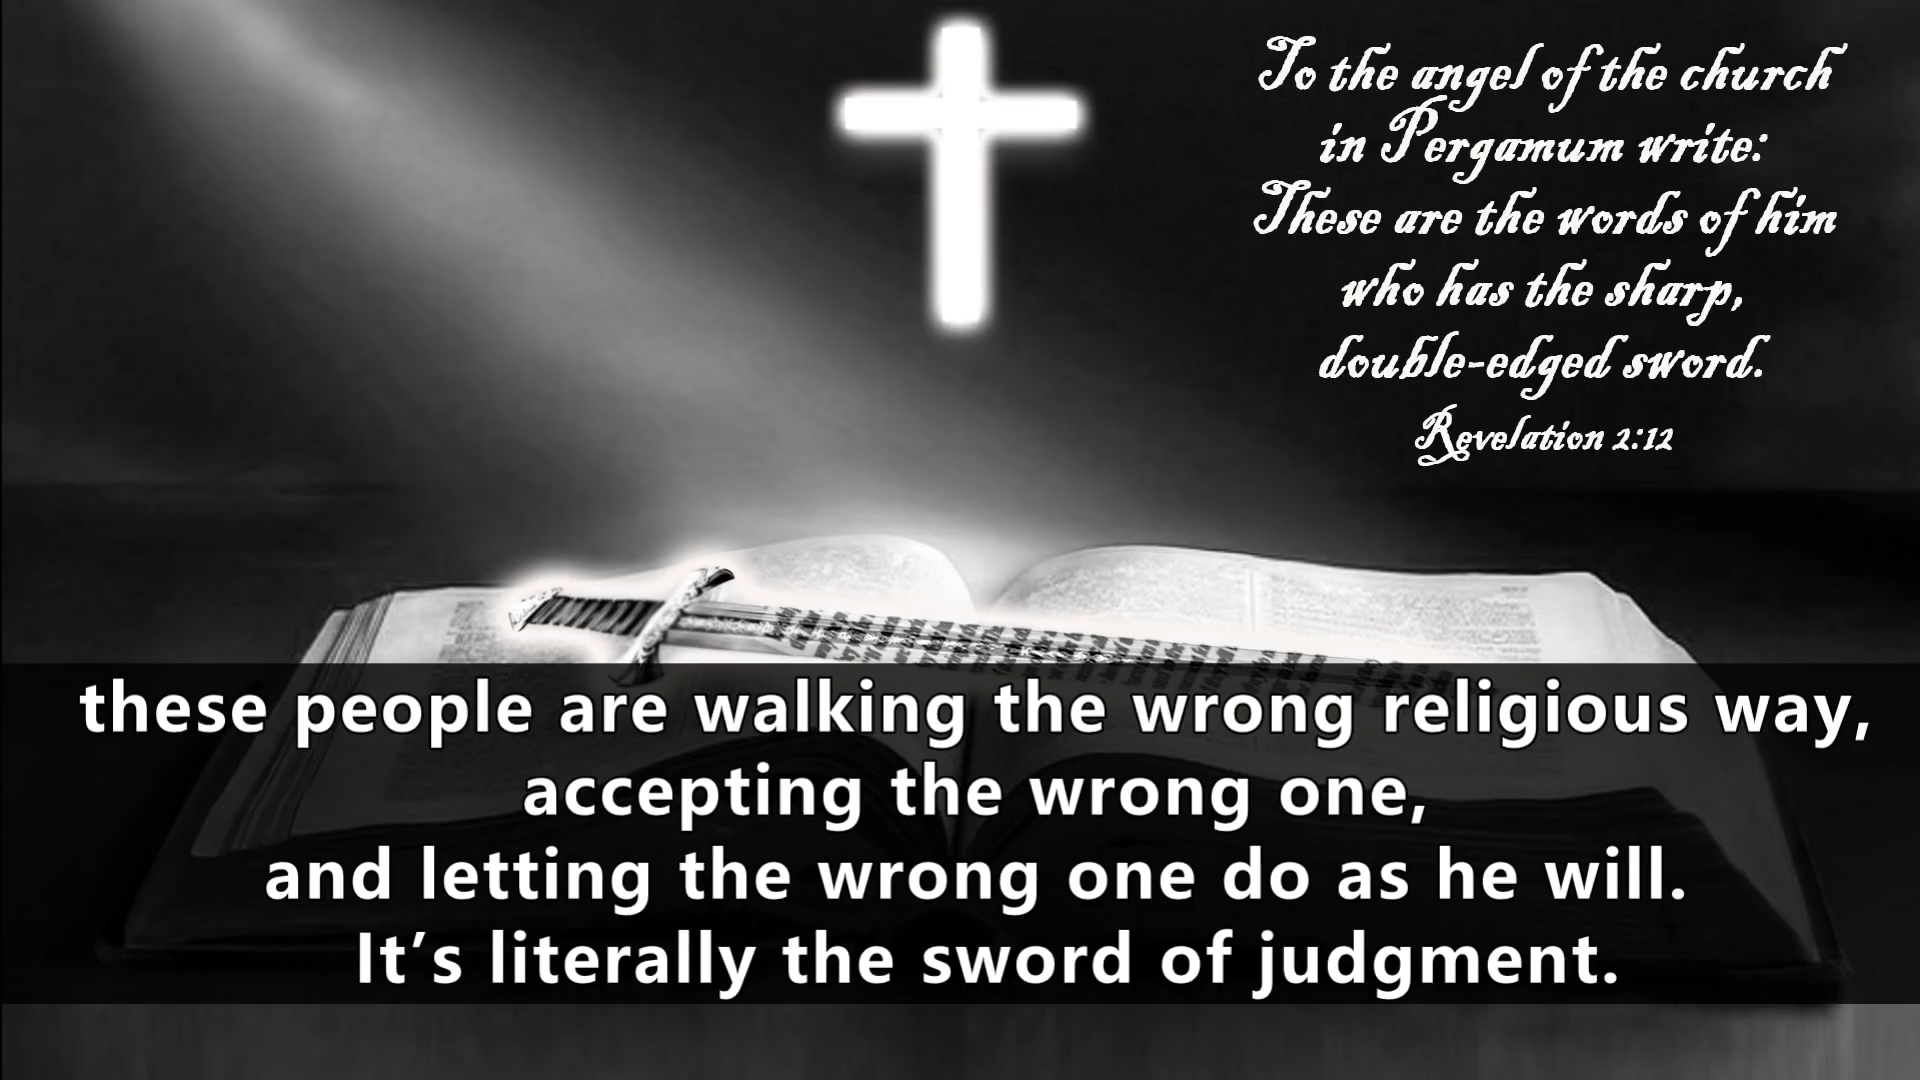 To the angel of the church
in Pergamum write:
These are the words of him
who has the sharp,
double-edged sword.
Revelation 2:12
these people are walking the wrong religious way,
accepting the wrong one,
and letting the wrong one do as he will.
It’s literally the sword of judgment.